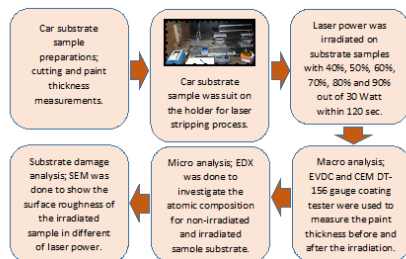 Car substrate
sample
preparations;
cutting and paint
thickness
measurements.
Car substrate
sample was suit on
the holder for laser
stripping process.
Laser power was
irradiated on
substrate samples
with 40%, 50%, 60%,
70%, 80% and 90%
out of 30 Watt
within 120 sec.
Macro analysis;
EVDC and CEM DT-
156 gauge coating
tester were used to
measure the paint
thickness before and
after the irradiation.
Micro analysis; EDX
was done to
investigate the
atomic composition
for non-irradiated
and irradiated
sample substrate.
Substrate damage
analysis; SEM was
done to show the
surface roughness of
the irradiated
sample in different
of laser power.